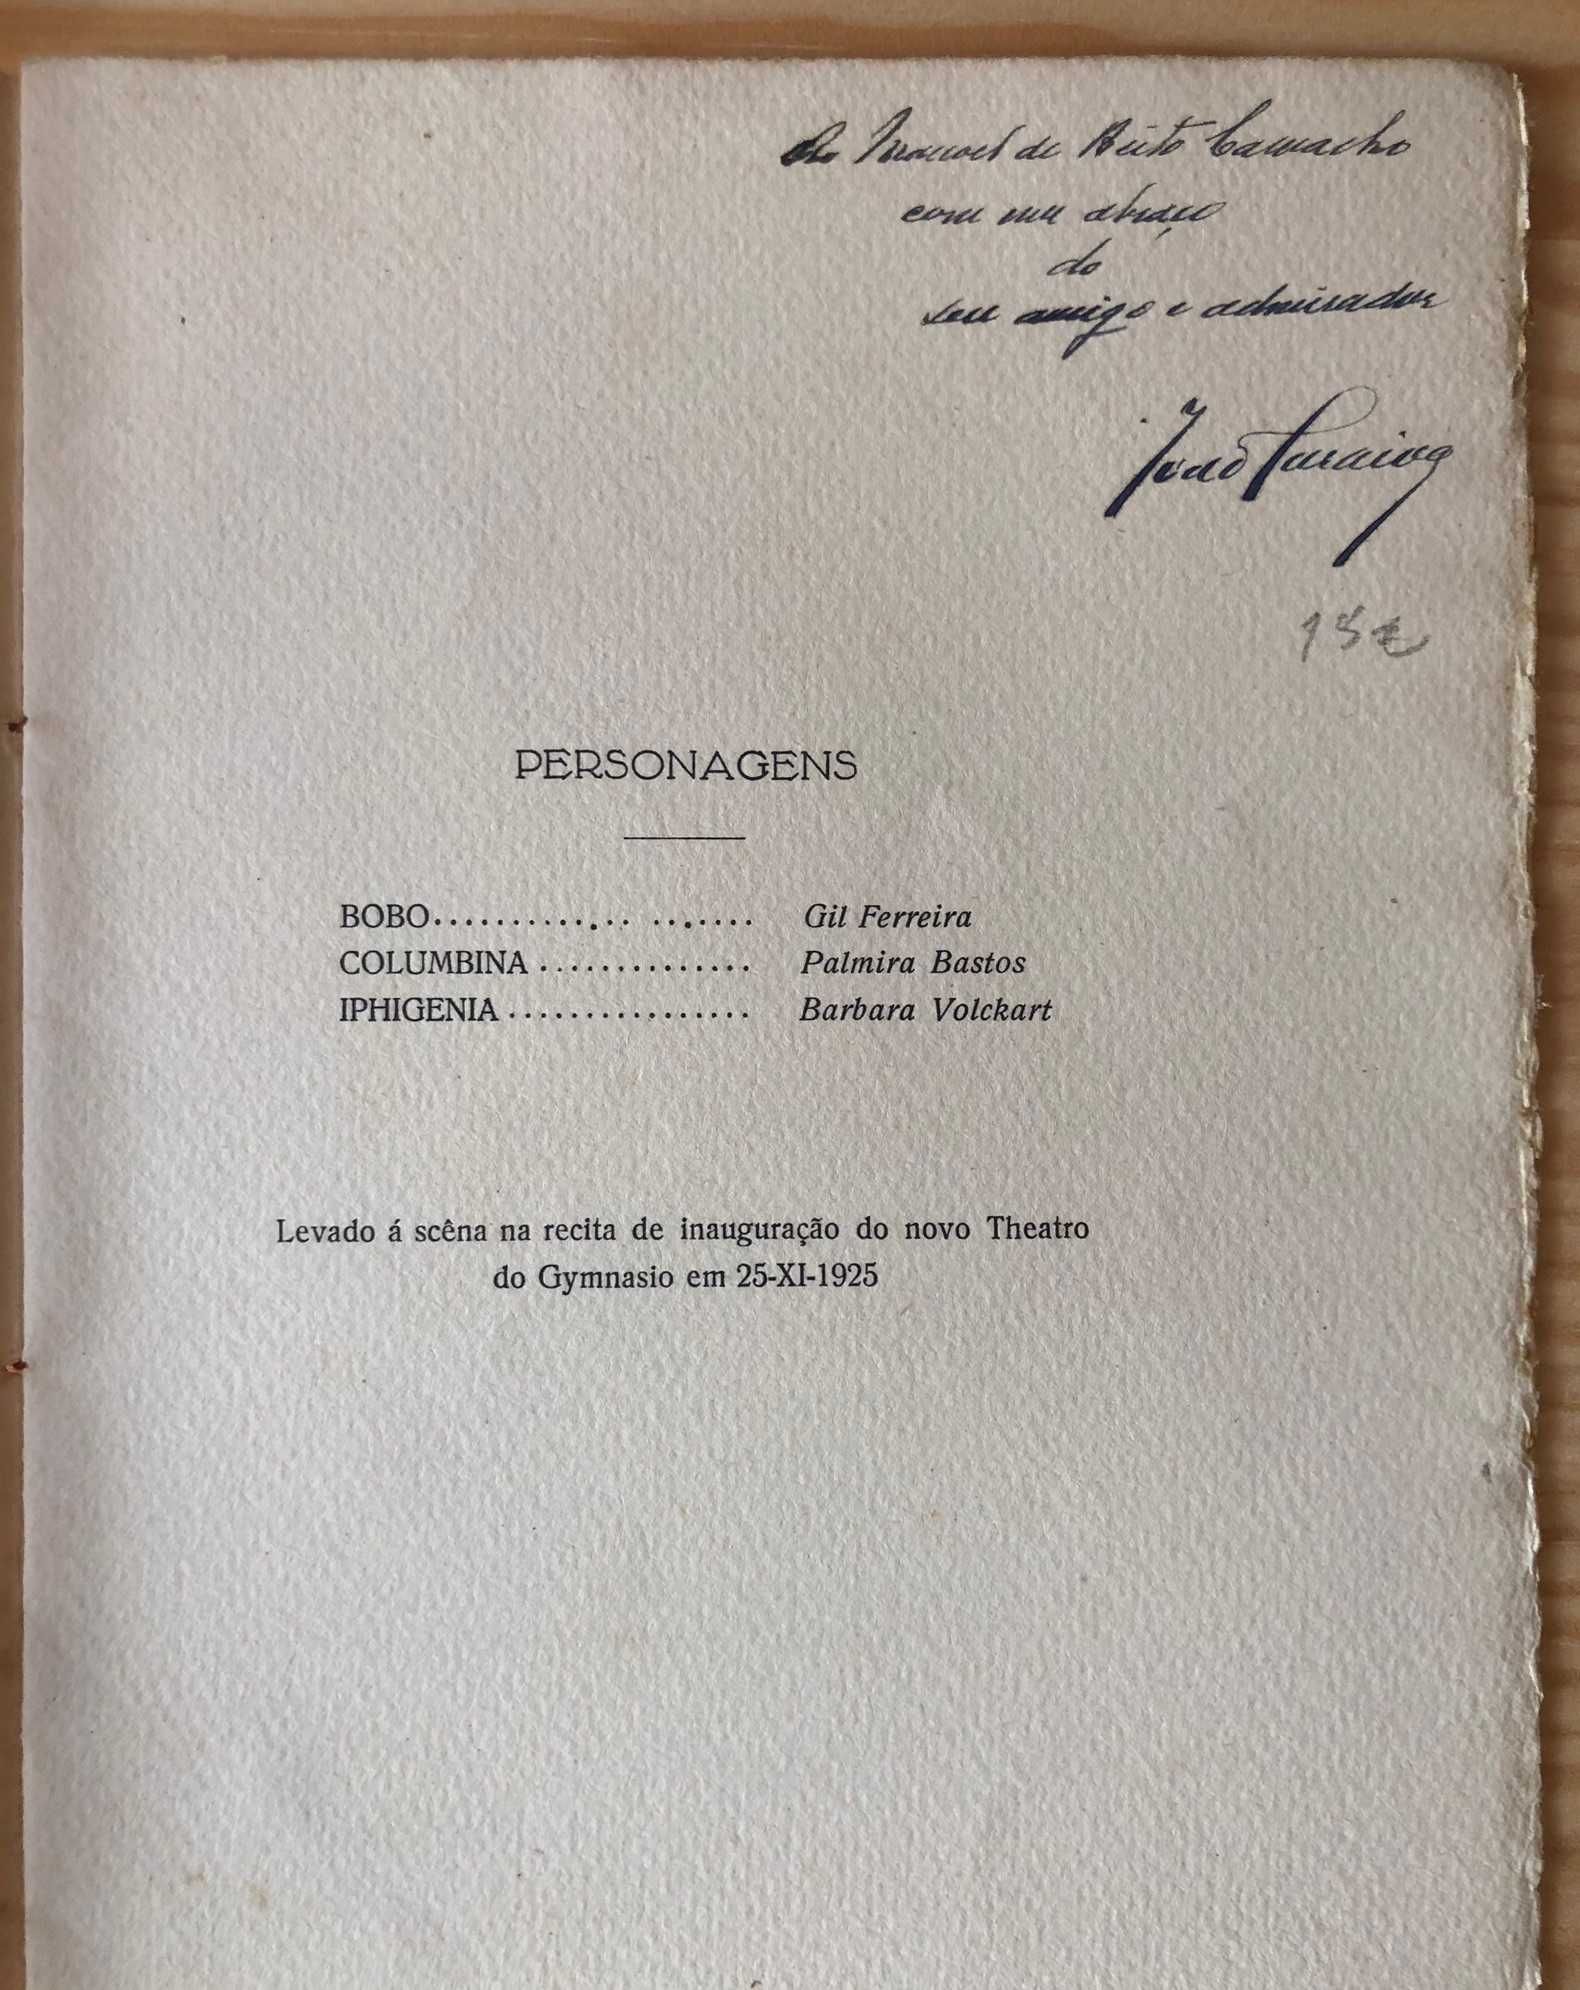 Ao Manuel de Brito Camacho
com um abraço
do
seu amigo e admirador
João Saraiva
15€
PERSONAGENS
BOBO.............. ....... Gil Ferreira
COLUMBINA .............. Palmira Bastos
IPHIGENIA ................ Barbara Volckart
Levado á scêna na recita de inauguração do novo Theatro
do Gymnasio em 25-XI-1925